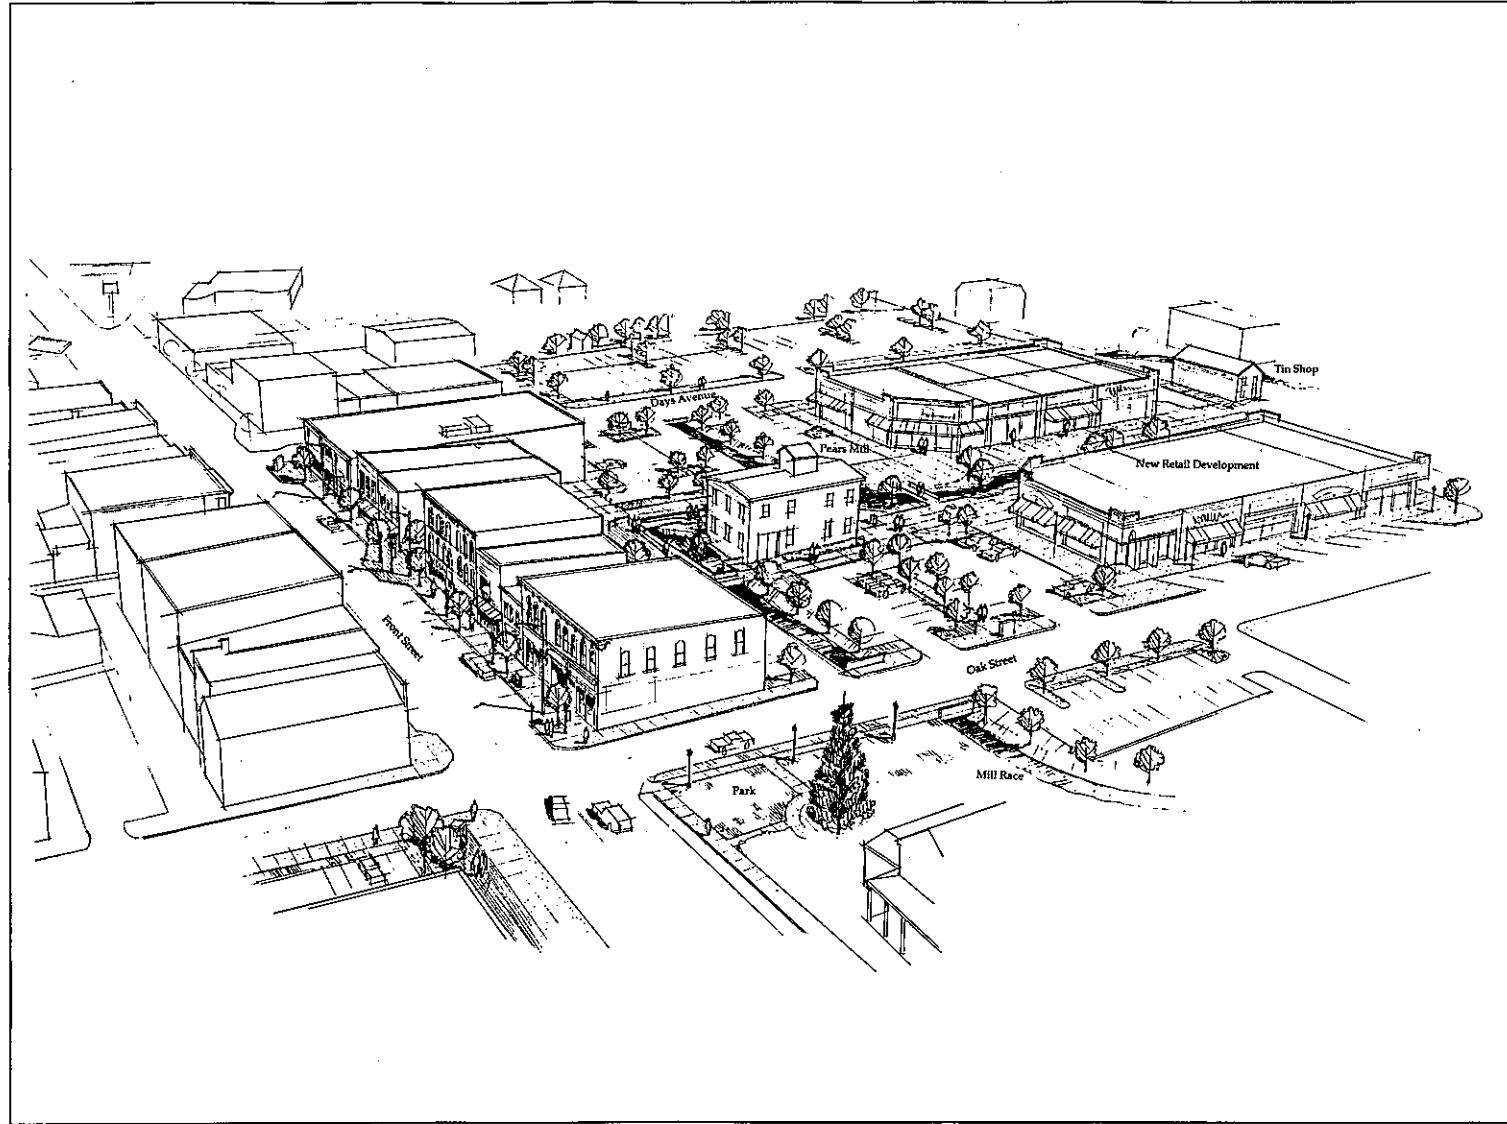 Tin Shop
Days Avenue
Pears Mill
New Retail Development
Front Street
Oak Street
Mill Race
Park